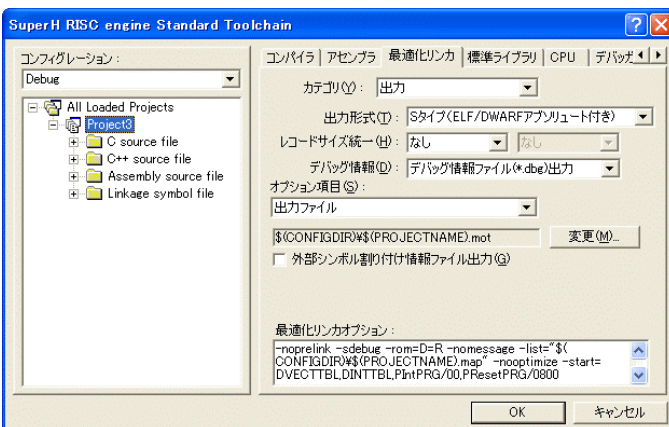 SuperH RISC engine Standard Toolchain
コンフィグレーション :
Debug
All Loaded Projects
Project3
C source file
C++ source file
Assembly source file
Linkage symbol file
コンパイラ アセンブラ 最適化リンカ 標準ライブラリ CPU デバッガ
カテゴリ(Y) : 出力
出力形式(T) : Sタイプ(ELF/DWARFアブソリュート付き)
レコードサイズ統一(H) : なし なし
デバッグ情報(D) : デバッグ情報ファイル(*.dbg)出力
オプション項目(S) :
出力ファイル
$(CONFIGDIR)¥$(PROJECTNAME).mot 変更(M)...
外部シンボル割り付け情報ファイル出力(G)
最適化リンカオプション :
-noprelink -sdebug -rom=D=R -nomessage -list="$(
CONFIGDIR)¥$(PROJECTNAME).map" -nooptimize -start=
DVECTTBL,DINTTBL,PIntPRG/00,PResetPRG/0800
OK キャンセル